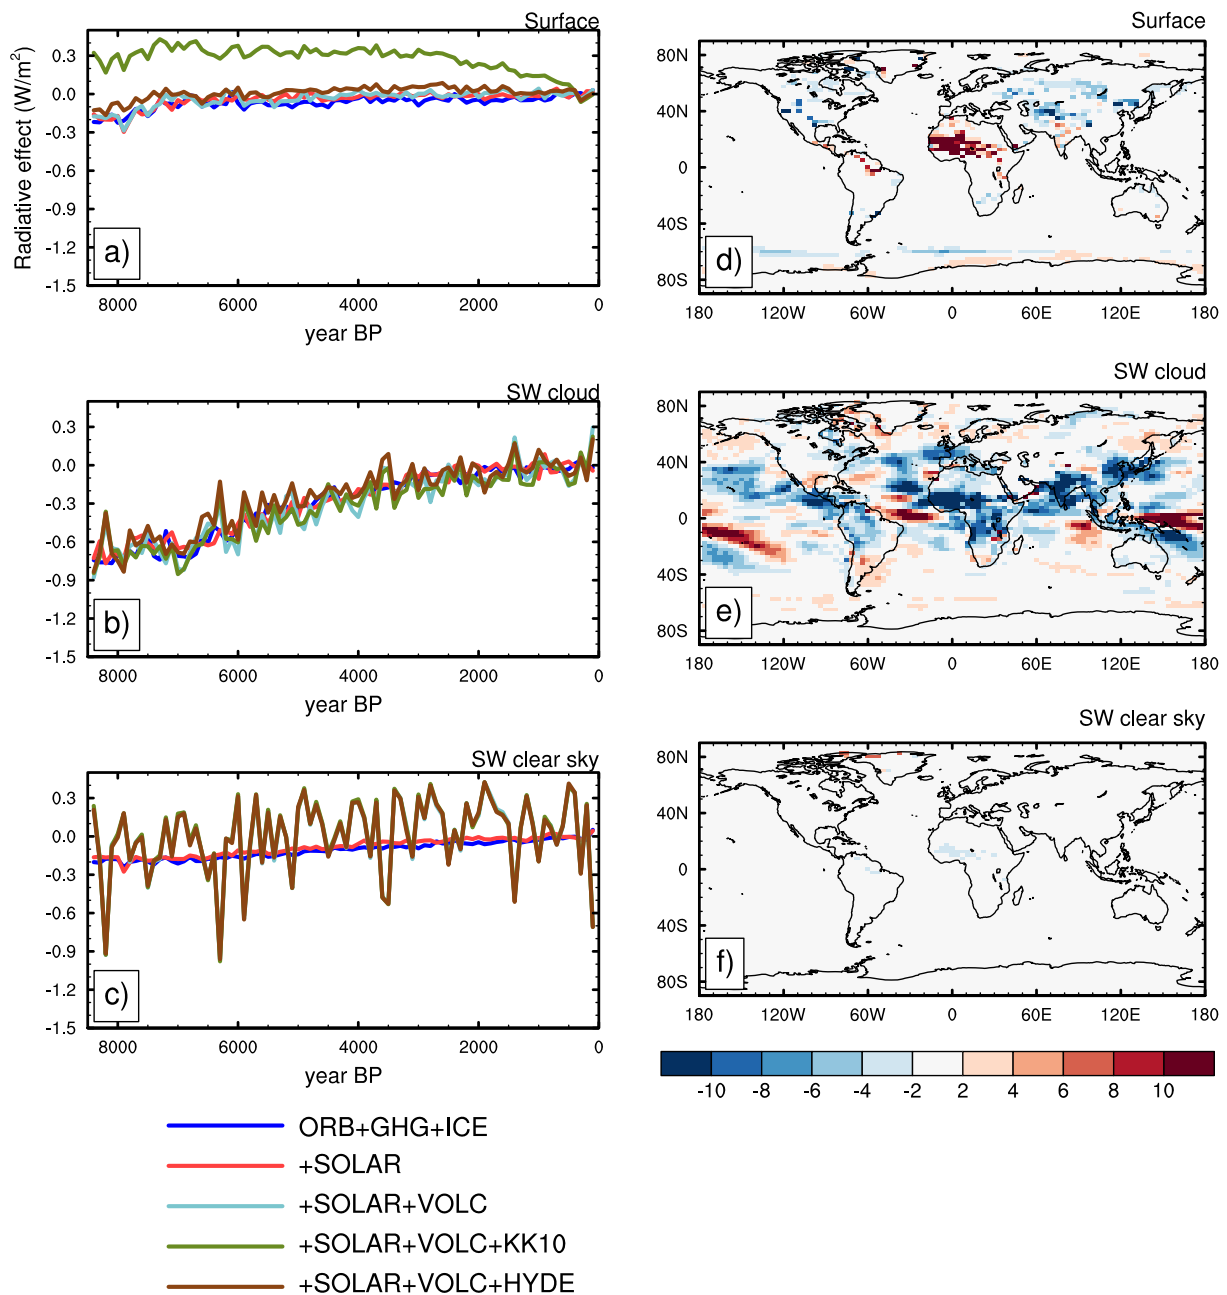 Surface
Radiative effect (W/m²)
0.3
0.0
-0.3
-0.6
-0.9
-1.2
-1.5
a)
8000 6000 4000 2000 0
year BP
SW cloud
0.3
0.0
-0.3
-0.6
-0.9
-1.2
-1.5
b)
8000 6000 4000 2000 0
year BP
SW clear sky
0.3
0.0
-0.3
-0.6
-0.9
-1.2
-1.5
c)
8000 6000 4000 2000 0
year BP
ORB+GHG+ICE
+SOLAR
+SOLAR+VOLC
+SOLAR+VOLC+KK10
+SOLAR+VOLC+HYDE
Surface
80N
40N
0
40S
80S
d)
180 120W 60W 0 60E 120E 180
SW cloud
80N
40N
0
40S
80S
e)
180 120W 60W 0 60E 120E 180
SW clear sky
80N
40N
0
40S
80S
f)
180 120W 60W 0 60E 120E 180
-10 -8 -6 -4 -2 2 4 6 8 10